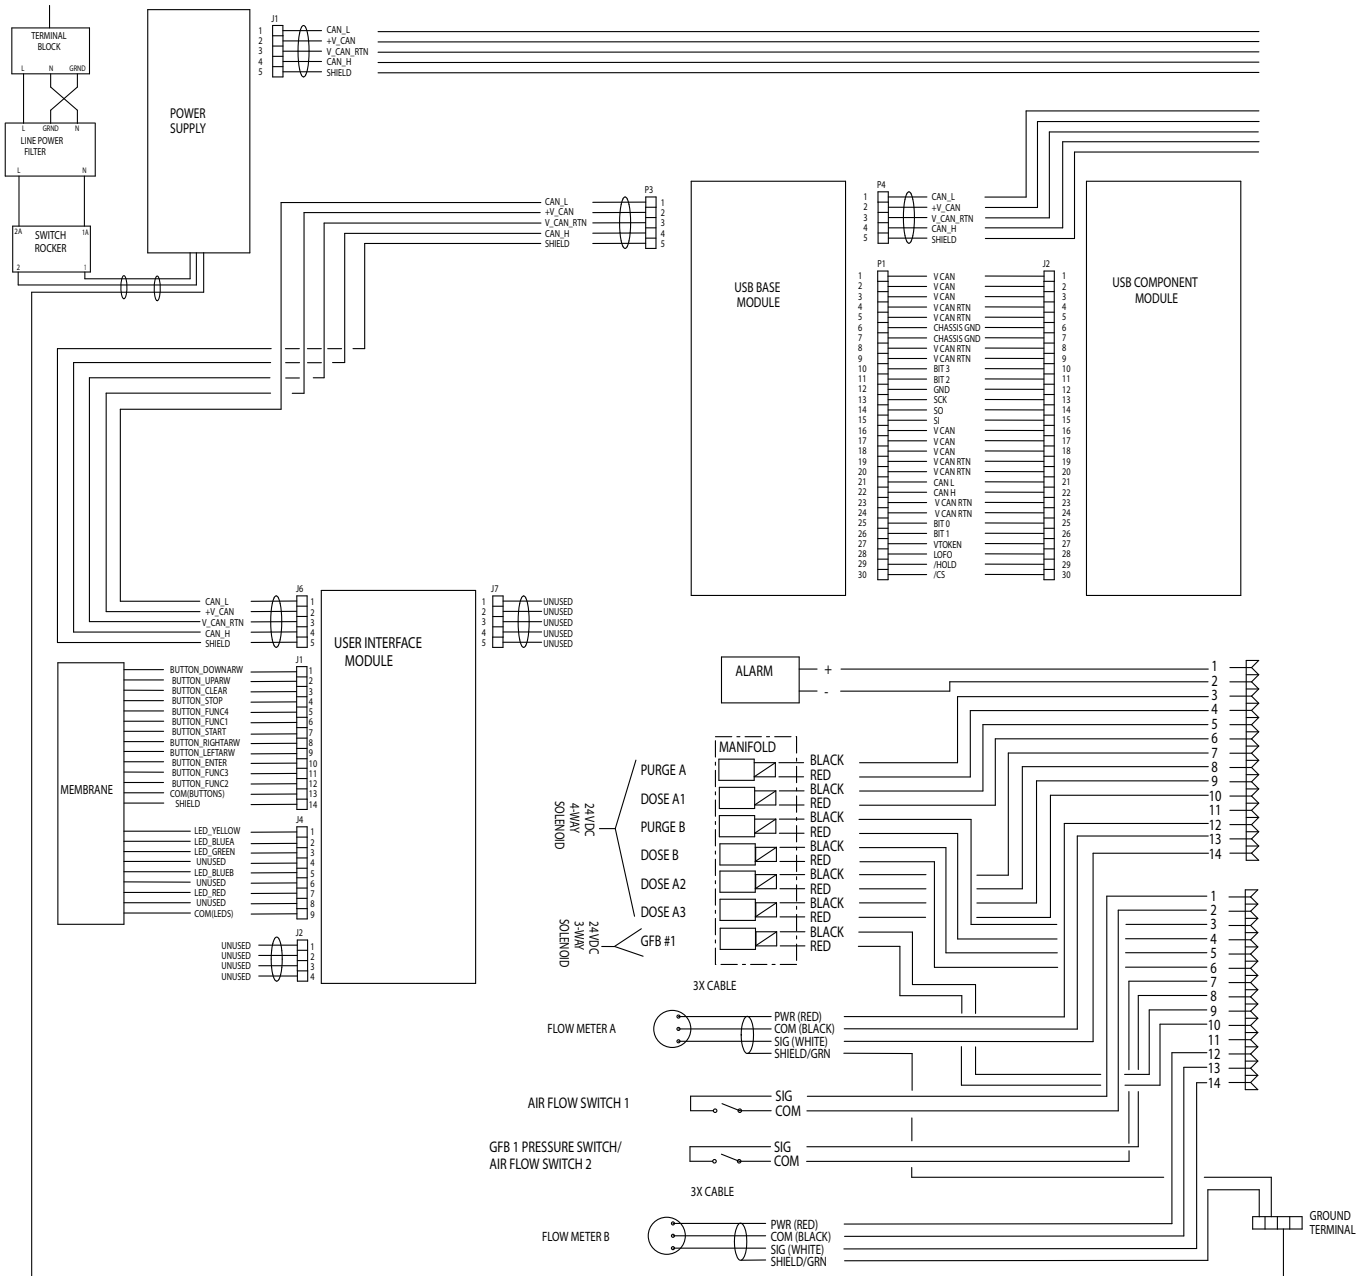 TERMINAL
BLOCK
L N GRND
L GRND N
LINE POWER
FILTER
L N
2A 1A
SWITCH
ROCKER
2 1
POWER
SUPPLY
J1
1 CAN_L
2 +V_CAN
3 V_CAN_RTN
4 CAN_H
5 SHIELD
P3
CAN_L 1
+V_CAN 2
V_CAN_RTN 3
CAN_H 4
SHIELD 5
USB BASE
MODULE
P4
1 CAN_L
2 +V_CAN
3 V_CAN_RTN
4 CAN_H
5 SHIELD
USB COMPONENT
MODULE
P1 J2
1 V CAN 1
2 V CAN 2
3 V CAN 3
4 V CAN RTN 4
5 V CAN RTN 5
6 CHASSIS GND 6
7 CHASSIS GND 7
8 V CAN RTN 8
9 V CAN RTN 9
10 BIT 3 10
11 BIT 2 11
12 GND 12
13 SCK 13
14 SO 14
15 SI 15
16 V CAN 16
17 V CAN 17
18 V CAN 18
19 V CAN RTN 19
20 V CAN RTN 20
21 CAN L 21
22 CAN H 22
23 V CAN RTN 23
24 V CAN RTN 24
25 BIT 0 25
26 BIT 1 26
27 VTOKEN 27
28 LOFO 28
29 /HOLD 29
30 /CS 30
J6
CAN_L 1
+V_CAN 2
V_CAN_RTN 3
CAN_H 4
SHIELD 5
USER INTERFACE
MODULE
J7
1 UNUSED
2 UNUSED
3 UNUSED
4 UNUSED
5 UNUSED
MEMBRANE
J1
BUTTON_DOWNARW 1
BUTTON_UPARW 2
BUTTON_CLEAR 3
BUTTON_STOP 4
BUTTON_FUNC4 5
BUTTON_FUNC1 6
BUTTON_START 7
BUTTON_RIGHTARW 8
BUTTON_LEFTARW 9
BUTTON_ENTER 10
BUTTON_FUNC3 11
BUTTON_FUNC2 12
COM(BUTTONS) 13
SHIELD 14
J4
LED_YELLOW 1
LED_BLUEA 2
LED_GREEN 3
UNUSED 4
LED_BLUEB 5
UNUSED 6
LED_RED 7
UNUSED 8
COM(LEDS) 9
J2
UNUSED 1
UNUSED 2
UNUSED 3
UNUSED 4
ALARM
+
-
MANIFOLD
24 VDC
4-WAY
SOLENOID
PURGE A
BLACK
RED
DOSE A1
BLACK
RED
PURGE B
BLACK
RED
DOSE B
BLACK
RED
DOSE A2
BLACK
RED
DOSE A3
BLACK
RED
24 VDC
3-WAY
SOLENOID
GFB #1
BLACK
RED
1
2
3
4
5
6
7
8
9
10
11
12
13
14
1
2
3
4
5
6
7
8
9
10
11
12
13
14
3X CABLE
FLOW METER A
PWR (RED)
COM (BLACK)
SIG (WHITE)
SHIELD/GRN
AIR FLOW SWITCH 1
SIG
COM
GFB 1 PRESSURE SWITCH/
AIR FLOW SWITCH 2
SIG
COM
3X CABLE
FLOW METER B
PWR (RED)
COM (BLACK)
SIG (WHITE)
SHIELD/GRN
GROUND
TERMINAL